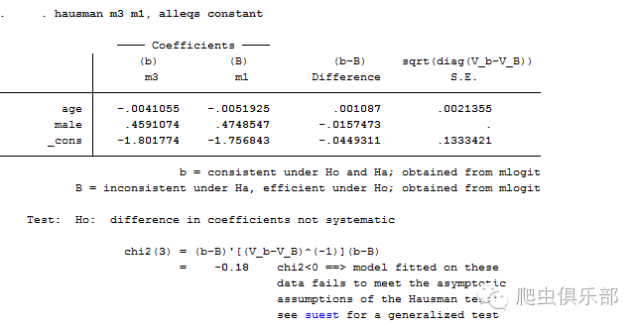 . . hausman m3 m1, alleqs constant
Coefficients
(b) (B) (b-B) sqrt(diag(V_b-V_B))
m3 m1 Difference S.E.
age -.0041055 -.0051925 .001087 .0021355
male .4591074 .4748547 -.0157473 .
_cons -1.801774 -1.756843 -.0449311 .1333421
b = consistent under Ho and Ha; obtained from mlogit
B = inconsistent under Ha, efficient under Ho; obtained from mlogit
Test: Ho: difference in coefficients not systematic
chi2(3) = (b-B)'[(V_b-V_B)^(-1)](b-B)
= -0.18 chi2<0 ==> model fitted on these
data fails to meet the asymptotic
assumptions of the Hausman
see suest for a generalized test
爬虫俱乐部